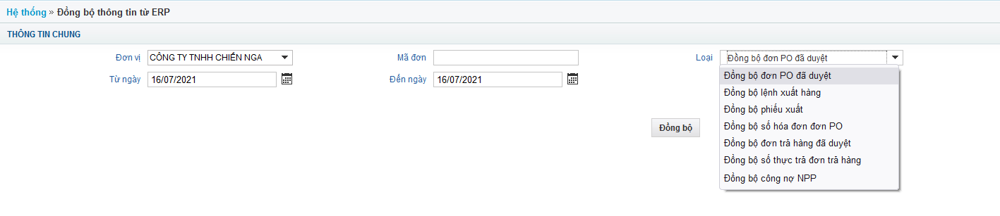 Hệ thống » Đồng bộ thông tin từ ERP
THÔNG TIN CHUNG
Đơn vị CÔNG TY TNHH CHIẾN NGA Mã đơn Loại Đồng bộ đơn PO đã duyệt
Từ ngày 16/07/2021 Đến ngày 16/07/2021
Đồng bộ đơn PO đã duyệt
Đồng bộ lệnh xuất hàng
Đồng bộ phiếu xuất
Đồng bộ số hóa đơn đơn PO
Đồng bộ đơn trả hàng đã duyệt
Đồng bộ số thực trả đơn trả hàng
Đồng bộ công nợ NPP
Đồng bộ